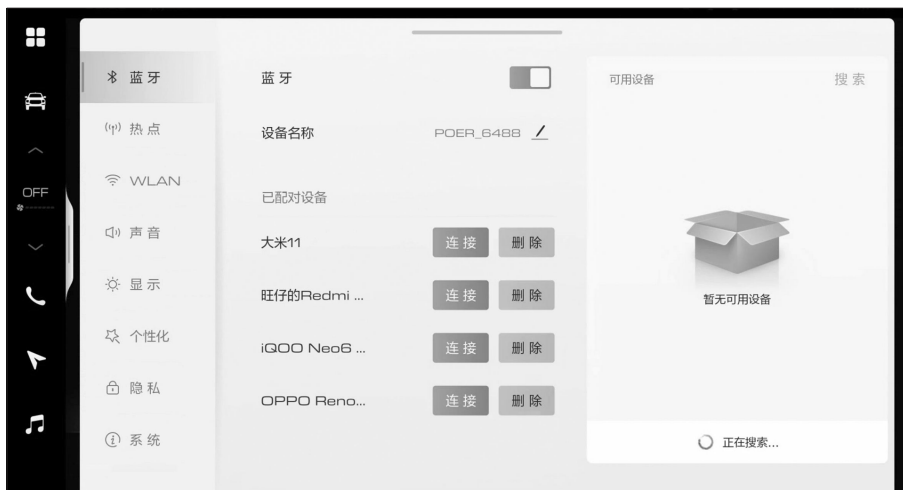 OFF
蓝牙
热点
WLAN
声音
显示
个性化
隐私
系统
蓝牙
设备名称 POER_6488
已配对设备
大米11 连接 删除
旺仔的Redmi ... 连接 删除
iQOO Neo6 ... 连接 删除
OPPO Reno... 连接 删除
可用设备 搜索
暂无可用设备
正在搜索...